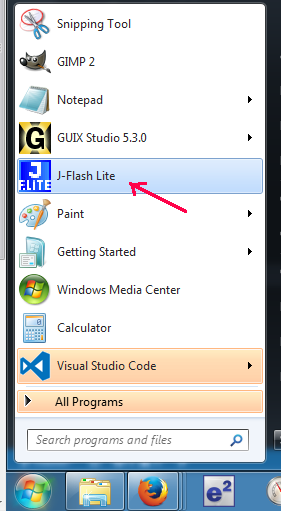 Snipping Tool
GIMP 2
Notepad
G
GUIX Studio 5.3.0
J
FLITE
J-Flash Lite
Paint
Getting Started
Windows Media Center
Calculator
Visual Studio Code
All Programs
Search programs and files
e²